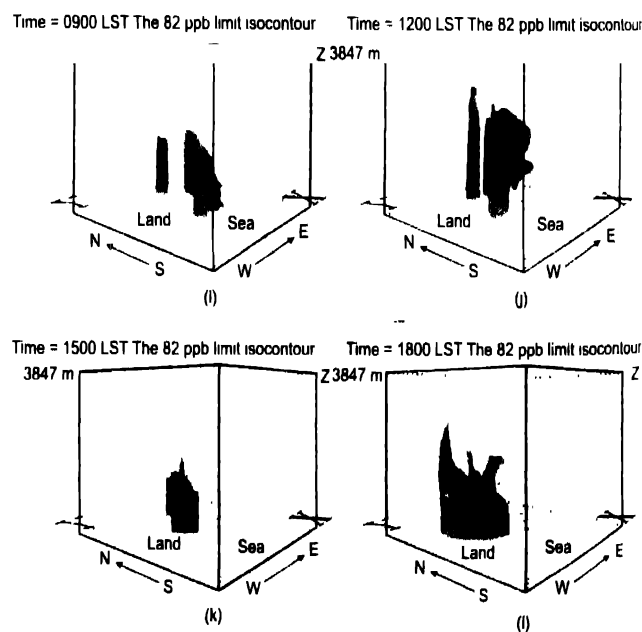 Time = 0900 LST The 82 ppb limit isocontour
Time = 1200 LST The 82 ppb limit isocontour
Z 3847 m
Land
Sea
N
S
W
E
(i)
Land
Sea
N
S
W
E
(j)
Time = 1500 LST The 82 ppb limit isocontour
Time = 1800 LST The 82 ppb limit isocontour
3847 m
Z 3847 m
Z
Land
Sea
N
S
W
E
(k)
Land
Sea
N
S
W
E
(l)